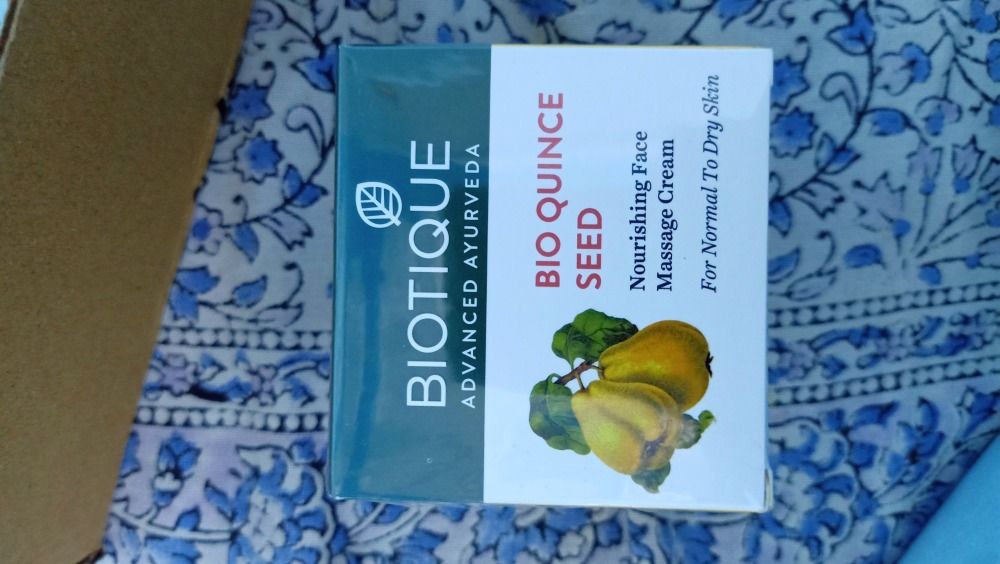 BIOTIQUE
ADVANCED AYURVEDA
BIO QUINCE
SEED
Nourishing Face
Massage Cream
For Normal To Dry Skin